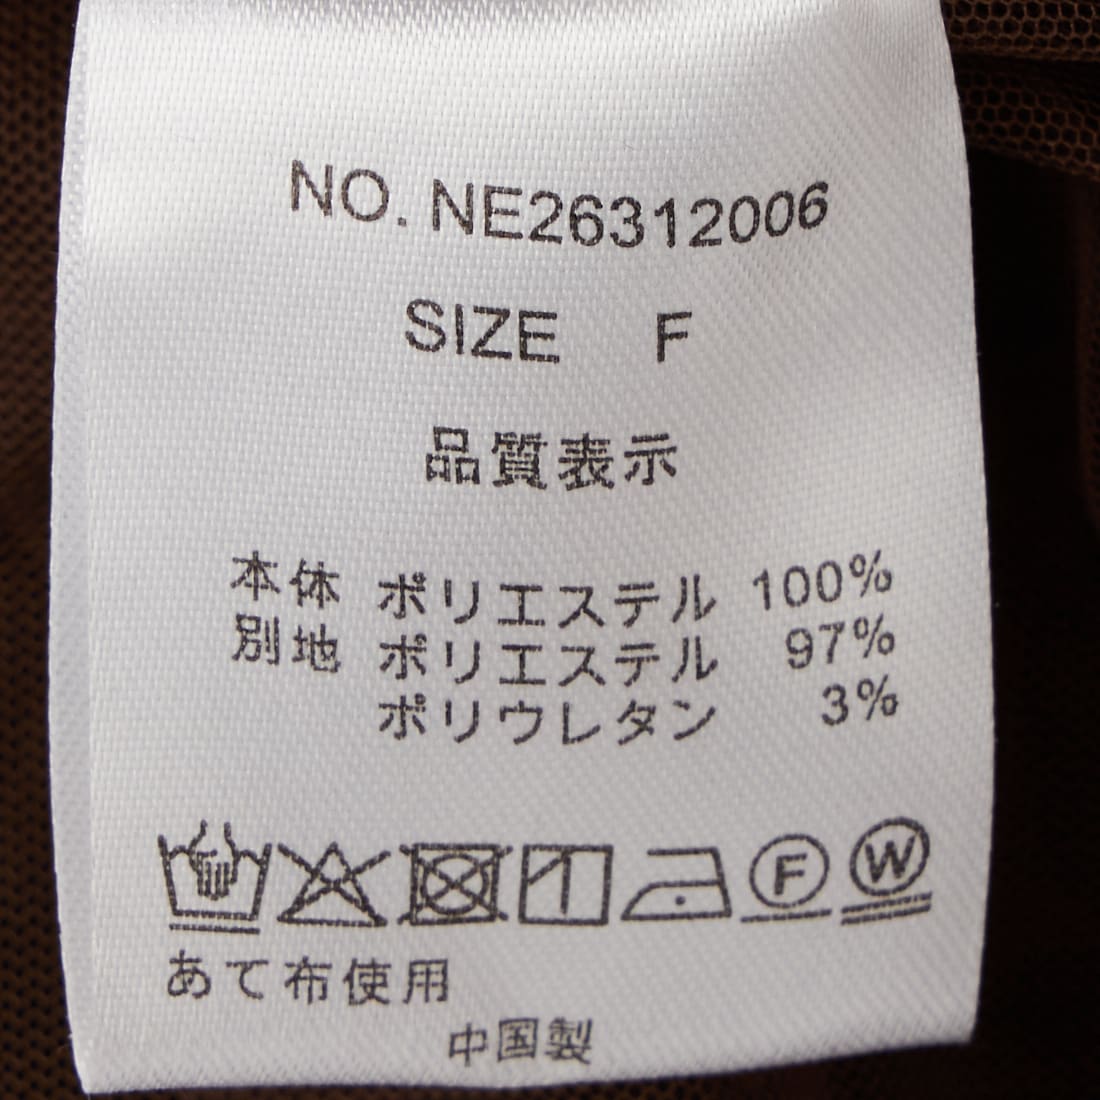 NO. NE26312006
SIZE F
品質表示
本体 ポリエステル 100%
別地 ポリエステル 97%
ポリウレタン 3%
F W
あて布使用
中国製